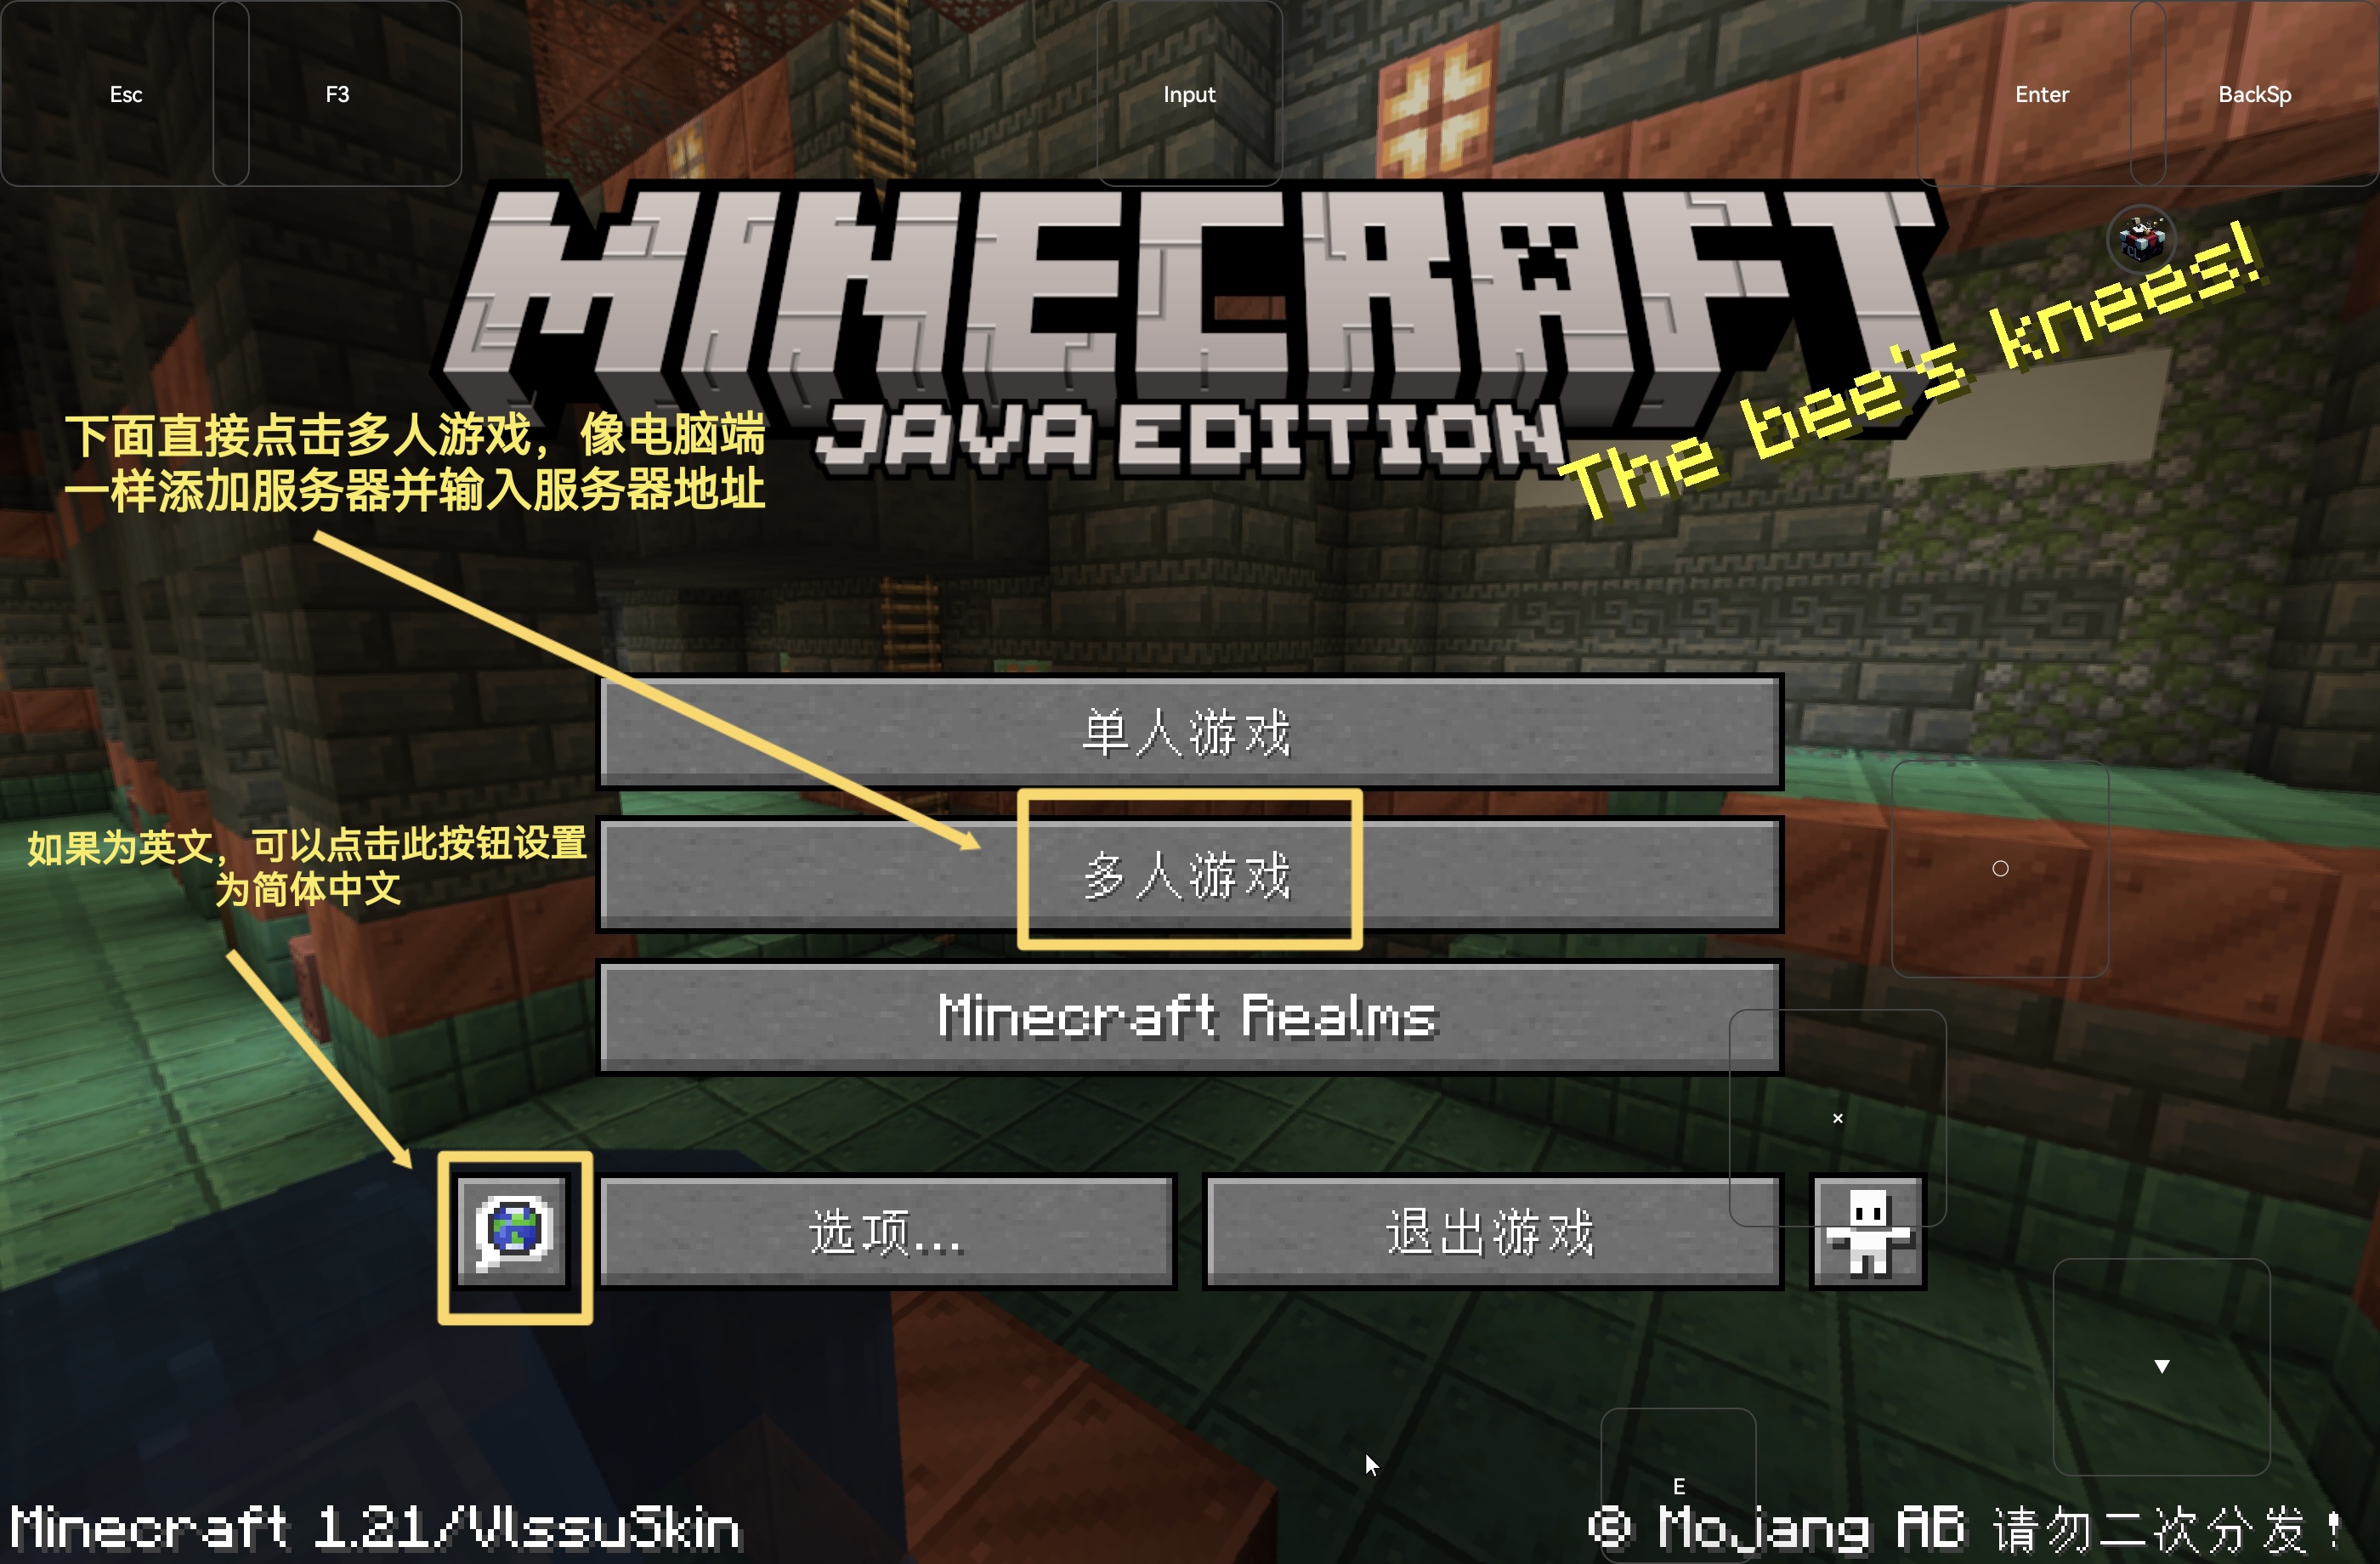 Esc
F3
Input
Enter
BackSp
MINECRAFT
JAVA EDITION
The bee's knees!
下面直接点击多人游戏，像电脑端
一样添加服务器并输入服务器地址
单人游戏
如果为英文，可以点击此按钮设置
为简体中文
多人游戏
Minecraft Realms
选项...
退出游戏
E
Minecraft 1.21/VlssuSkin
© Mojang AB 请勿二次分发！